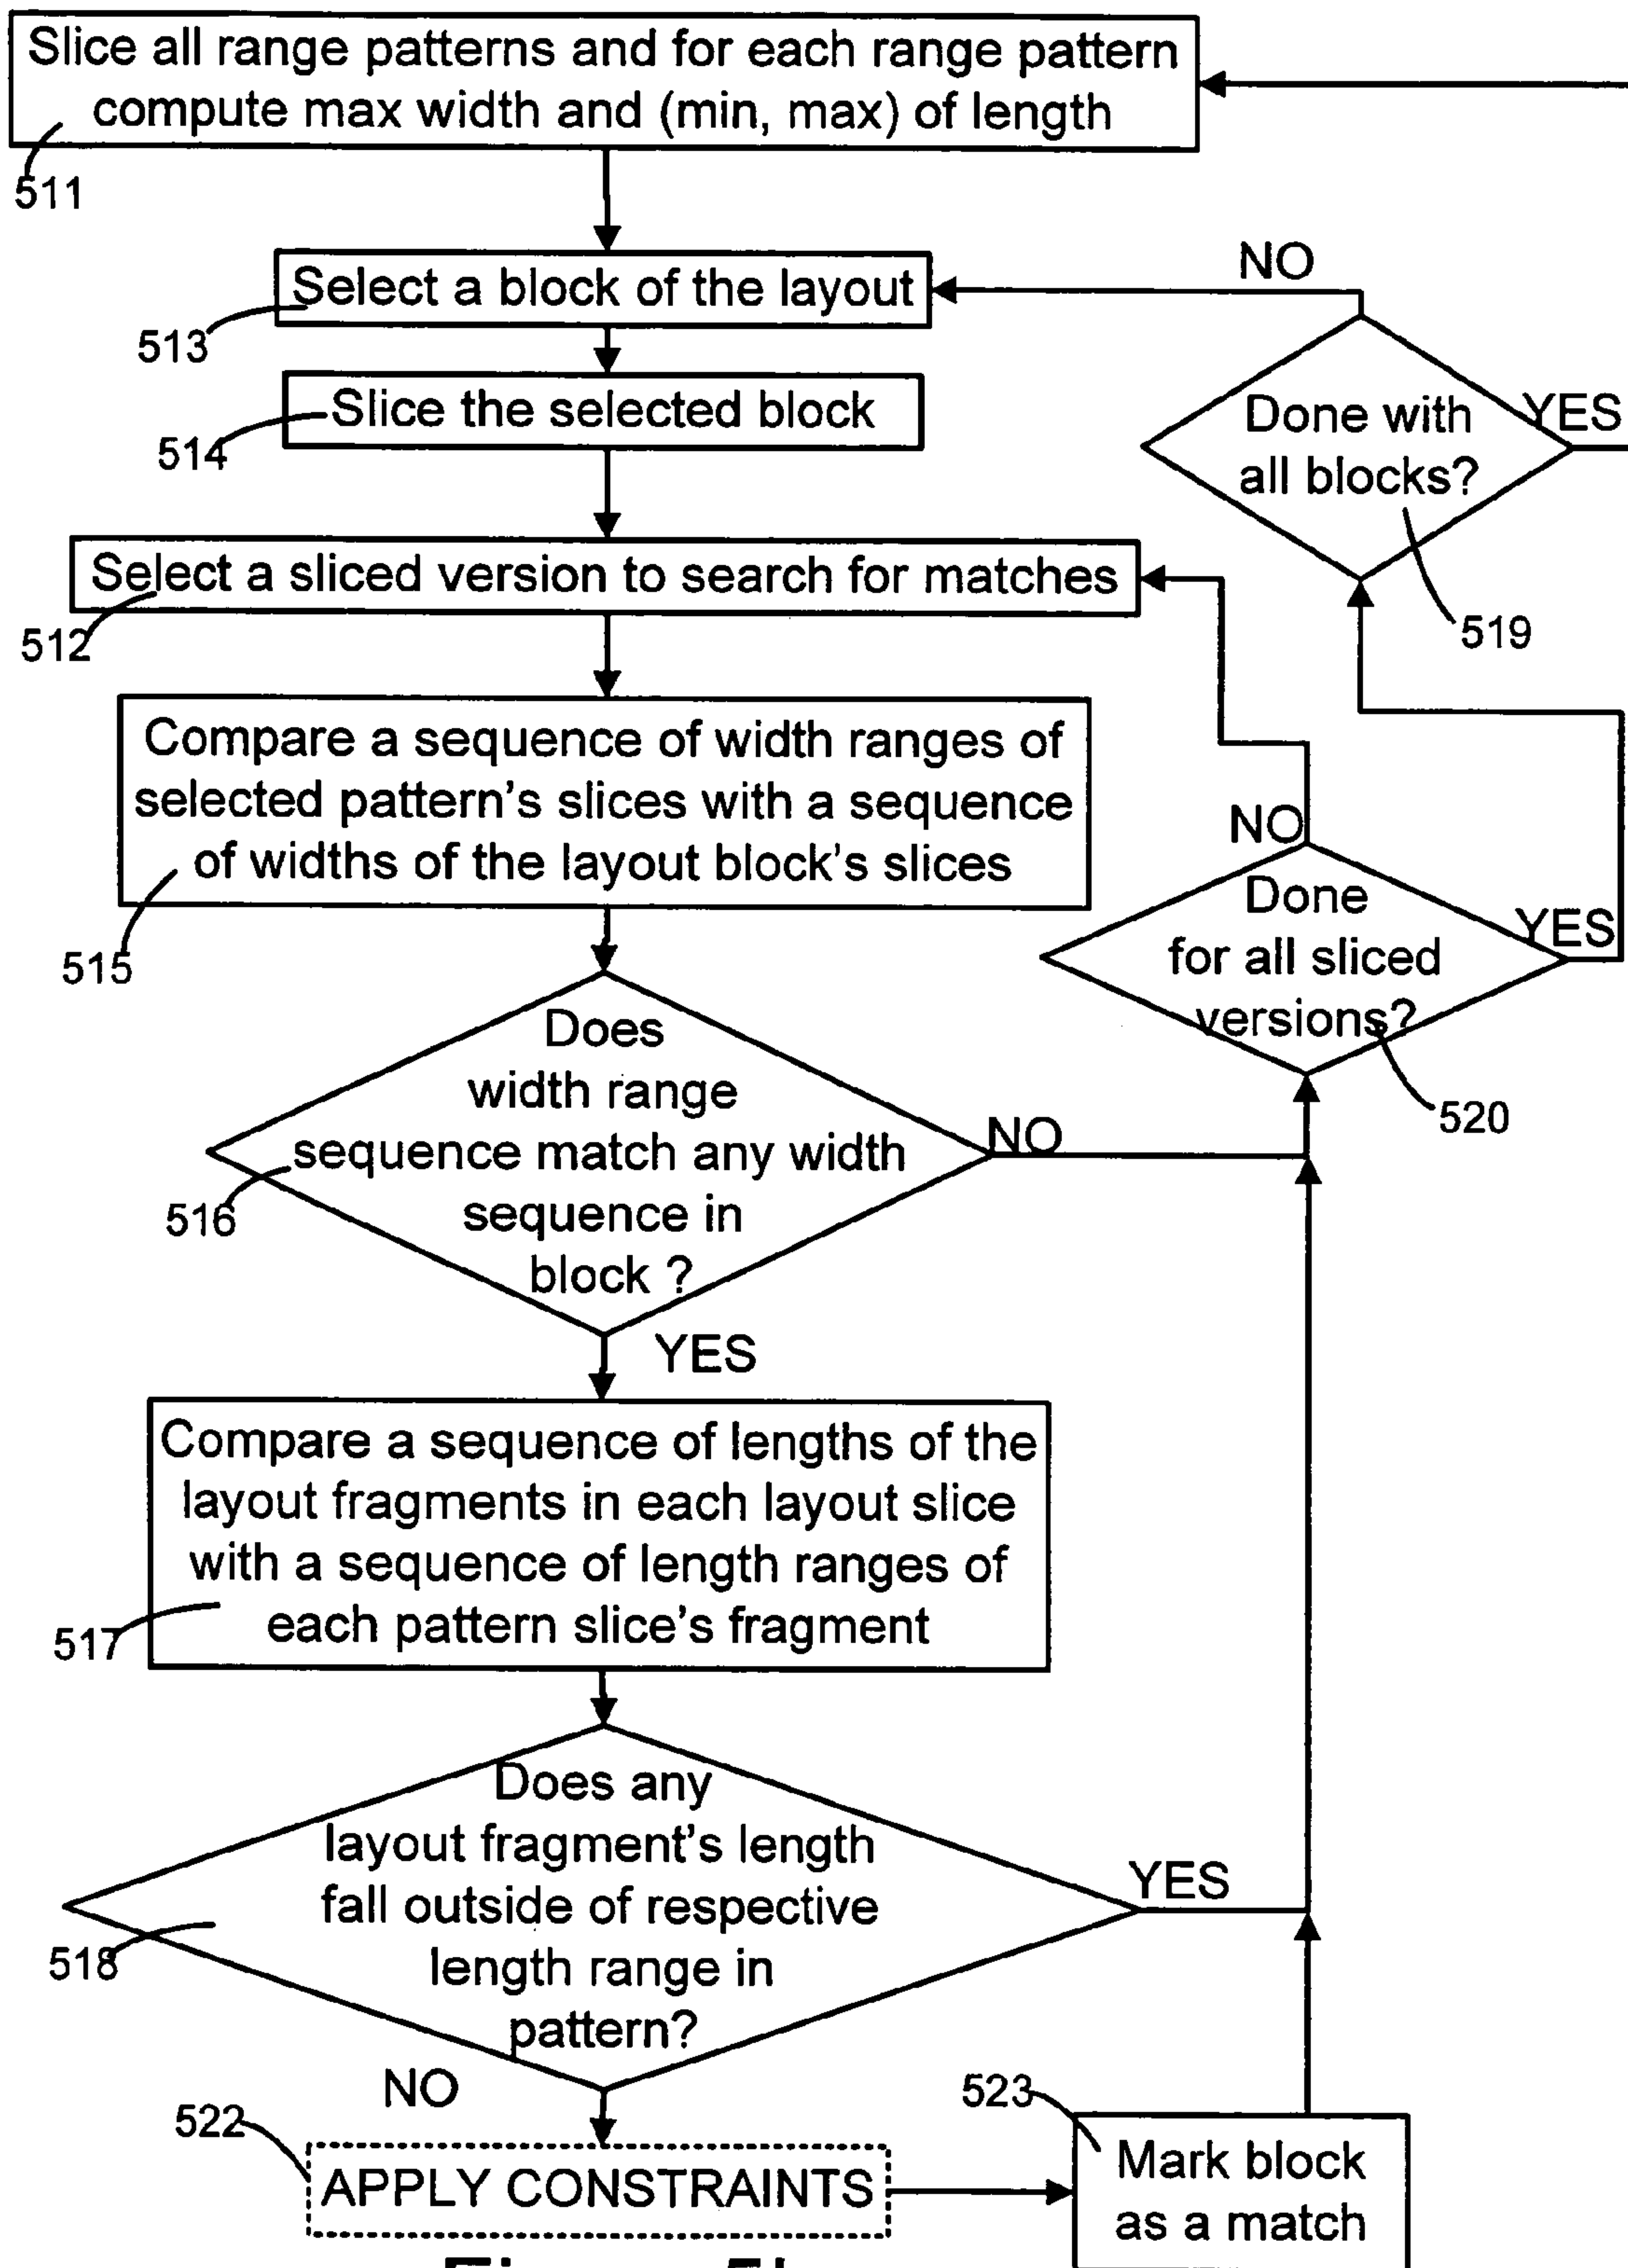 Slice all range patterns and for each range pattern
compute max width and (min, max) of length
511
Select a block of the layout
513
NO
Slice the selected block
514
Done with
all blocks?
YES
519
Select a sliced version to search for matches
512
Compare a sequence of width ranges of
selected pattern's slices with a sequence
of widths of the layout block's slices
515
NO
Done
for all sliced
versions?
YES
520
Does
width range
sequence match any width
sequence in
block ?
516
NO
YES
Compare a sequence of lengths of the
layout fragments in each layout slice
with a sequence of length ranges of
each pattern slice's fragment
517
Does any
layout fragment's length
fall outside of respective
length range in
pattern?
518
YES
NO
522
APPLY CONSTRAINTS
523
Mark block
as a match